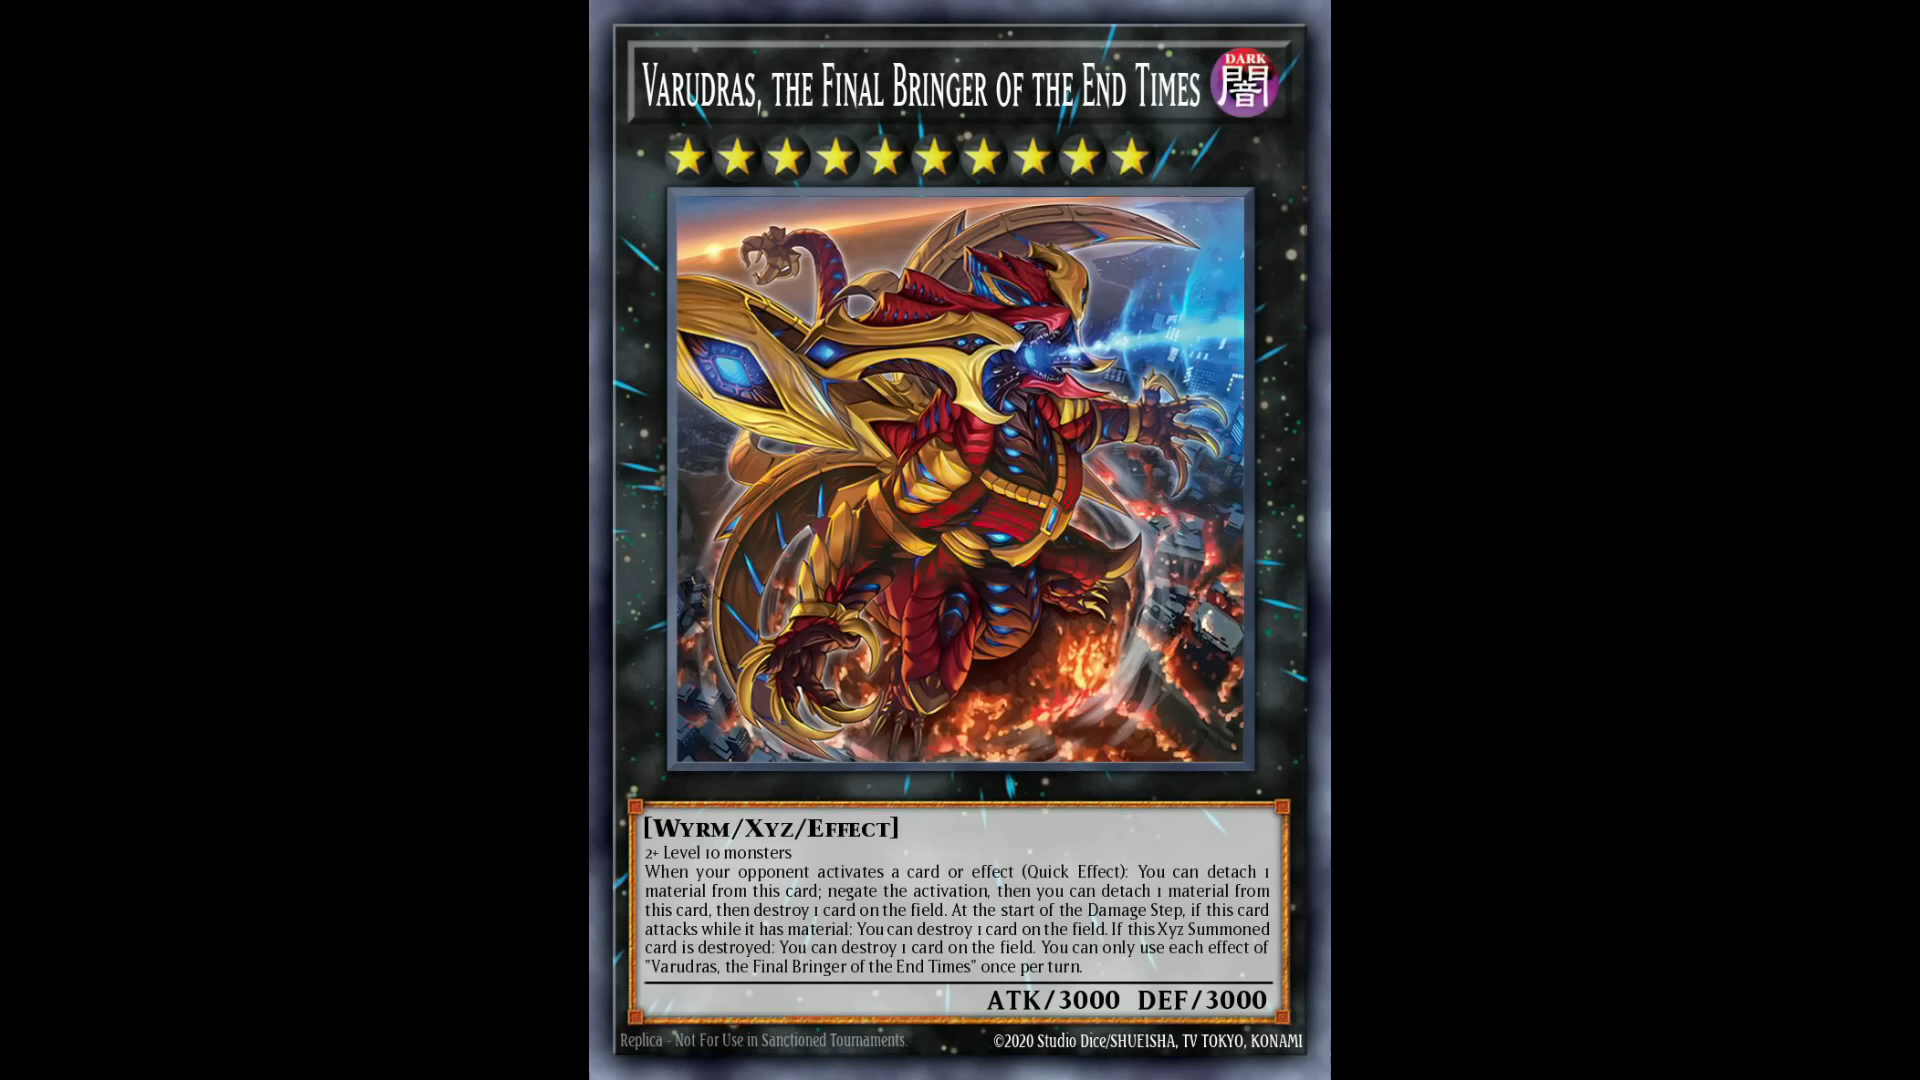 Varudras, the Final Bringer of the End Times
DARK
闇
[Wyrm/Xyz/Effect]
2+ Level 10 monsters
When your opponent activates a card or effect (Quick Effect): You can detach 1
material from this card; negate the activation, then you can detach 1 material from
this card, then destroy 1 card on the field. At the start of the Damage Step, if this card
attacks while it has material: You can destroy 1 card on the field. If this Xyz Summoned
card is destroyed: You can destroy 1 card on the field. You can only use each effect of
"Varudras, the Final Bringer of the End Times" once per turn.
ATK/3000 DEF/3000
Replica - Not For Use in Sanctioned Tournaments.
©2020 Studio Dice/SHUEISHA, TV TOKYO, KONAMI